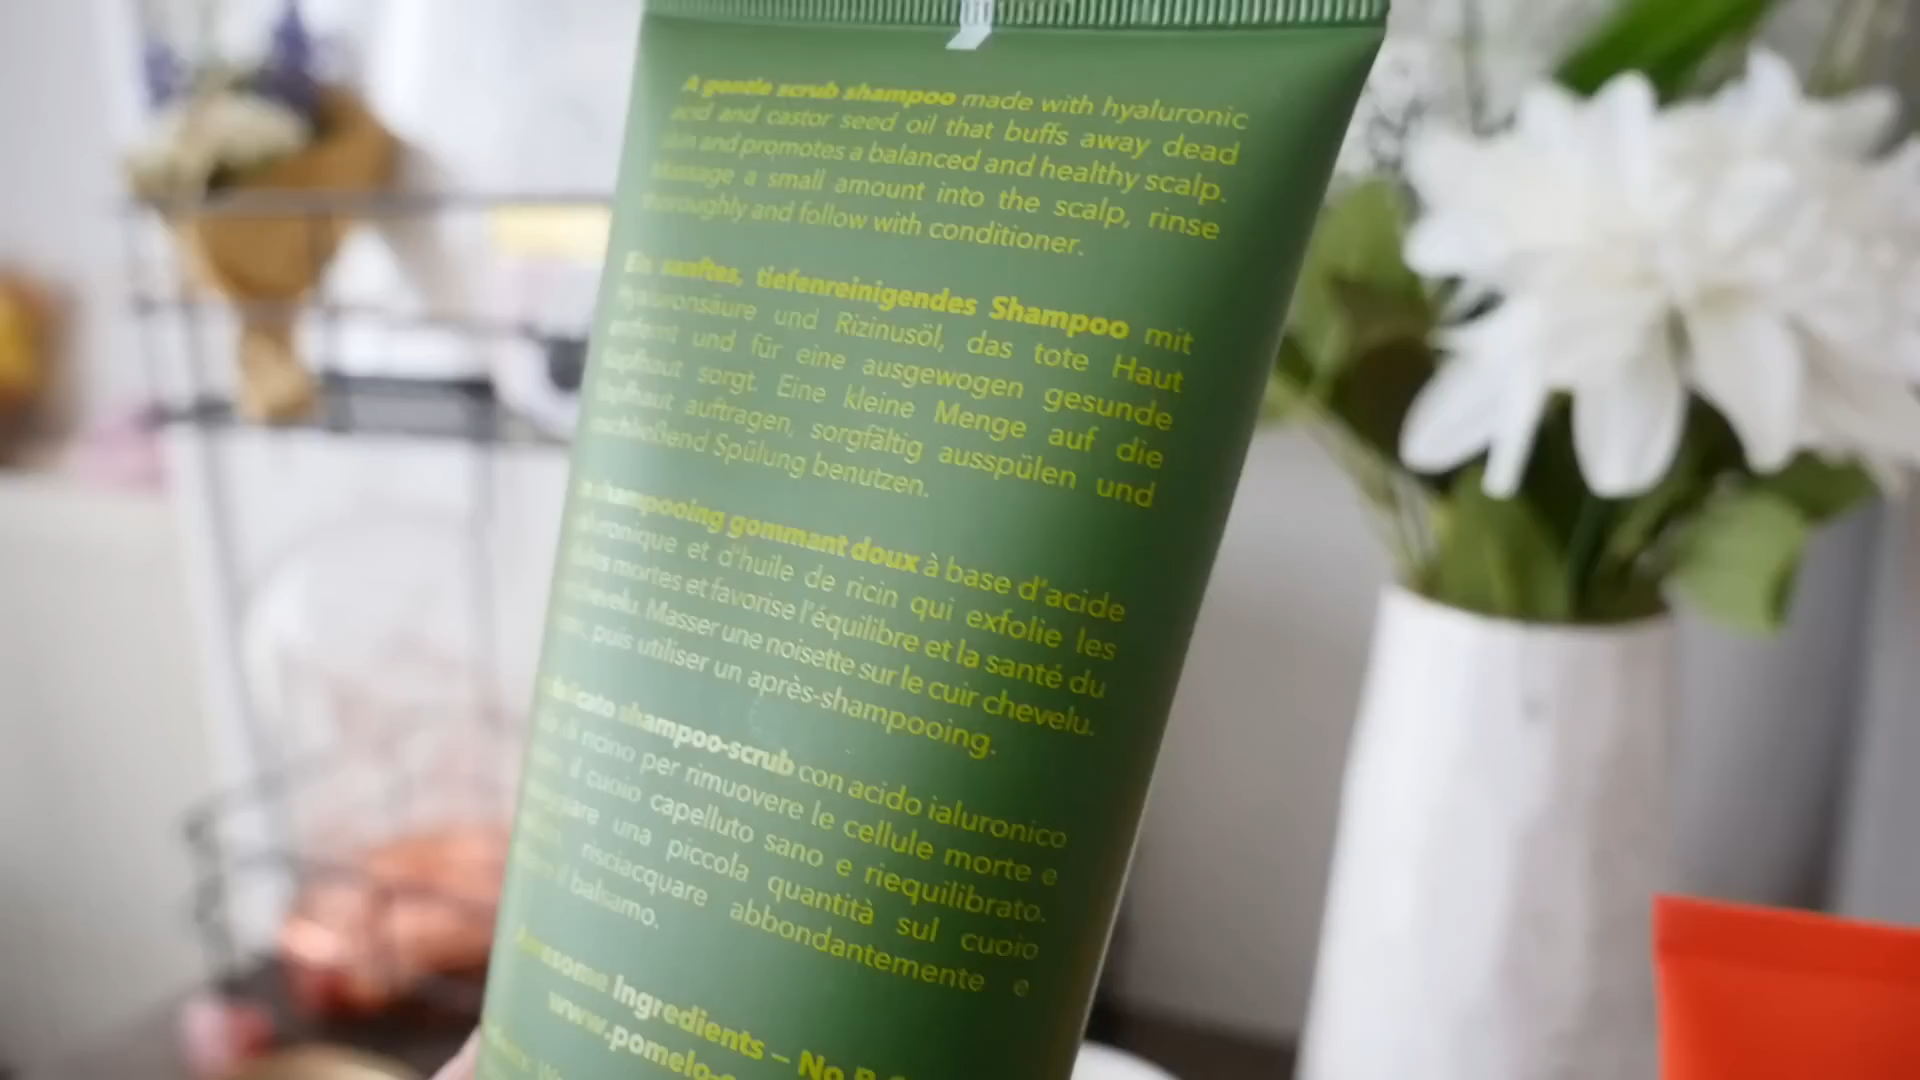 A gentle scrub shampoo made with hyaluronic
acid and castor seed oil that buffs away dead
skin and promotes a balanced and healthy scalp.
Massage a small amount into the scalp, rinse
thoroughly and follow with conditioner.
Ein sanftes, tiefenreinigendes Shampoo mit
Hyaluronsäure und Rizinusöl, das tote Haut
entfernt und für eine ausgewogen gesunde
Kopfhaut sorgt. Eine kleine Menge auf die
Kopfhaut auftragen, sorgfältig ausspülen und
anschließend Spülung benutzen.
shampooing gommant doux à base d'acide
hyaluronique et d'huile de ricin qui exfolie les
cellules mortes et favorise l'équilibre et la santé du
chevelu. Masser une noisette sur le cuir chevelu.
puis utiliser un après-shampooing.
delicato shampoo-scrub con acido ialuronico
di ricino per rimuovere le cellule morte e
il cuoio capelluto sano e riequilibrato.
una piccola quantità sul cuoio
risciacquare abbondantemente e
il balsamo.
Awesome Ingredients – No B
www.pomelo